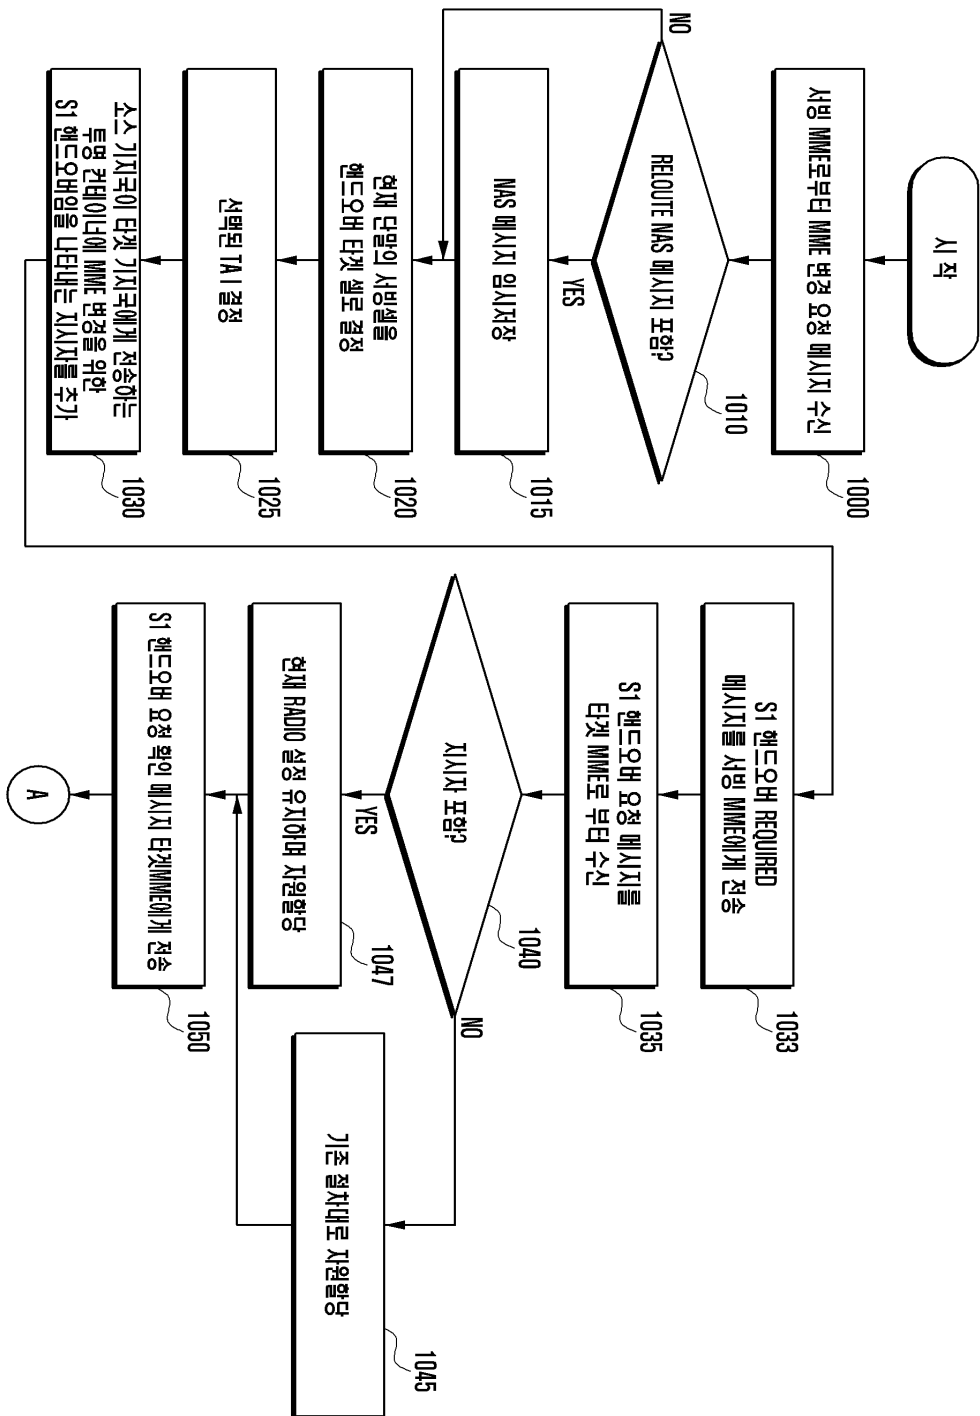 시 작
서빙 MME로부터 MME 변경 요청 메시지 수신
1000
RELOUTE NAS 메시지 포함?
1010
NO
YES
NAS 메시지 임시저장
1015
현재 단말의 서빙셀을
핸드오버 타겟 셀로 결정
1020
선택된 TA I 결정
1025
소스 기지국이 타겟 기지국에게 전송하는
투명 컨테이너에 MME 변경을 위한
S1 핸드오버임을 나타내는 지시자를 추가
1030
S1 핸드오버 REQUIRED
메시지를 서빙 MME에게 전송
1033
S1 핸드오버 요청 메시지를
타겟 MME로 부터 수신
1035
지시자 포함?
1040
NO
YES
현재 RADIO 설정 유지하며 자원할당
1047
기존 절차대로 자원할당
1045
S1 핸드오버 요청 확인 메시지 타겟MME에게 전송
1050
A